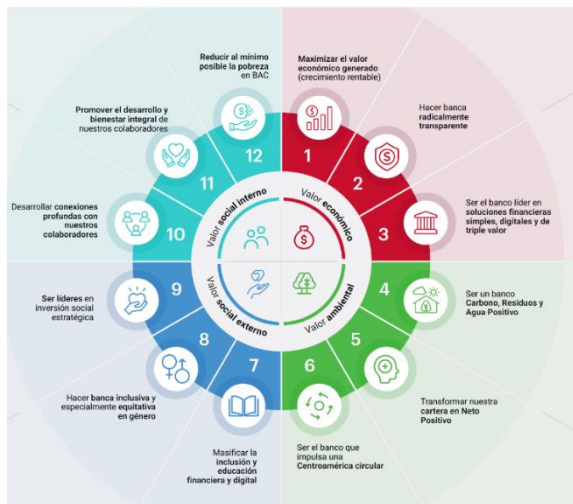 Reducir al mínimo
posible la pobreza
en BAC
Maximizar el valor
económico generado
(crecimiento rentable)
Promover el desarrollo y
bienestar integral de
nuestros colaboradores
Hacer banca
radicalmente
transparente
Desarrollar conexiones
profundas con
nuestros
colaboradores
Ser el banco líder en
soluciones financieras
simples, digitales y de
triple valor
Ser líderes en
inversión social
estratégica
Ser un banco
Carbono, Residuos y
Agua Positivo
Hacer banca inclusiva y
especialmente equitativa
en género
Transformar nuestra
cartera en Neto
Positivo
Masificar la
inclusión y
educación
financiera y digital
Ser el banco que
impulsa una
Centroamérica circular
12
1
11
2
10
3
9
4
8
5
7
6
Valor social interno
Valor económico
Valor social externo
Valor ambiental